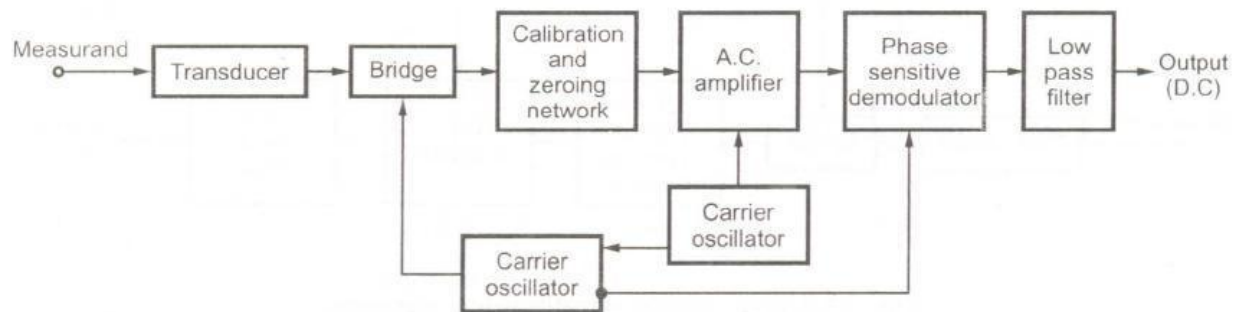 Measurand
Transducer
Bridge
Calibration
and
zeroing
network
A.C.
amplifier
Phase
sensitive
demodulator
Low
pass
filter
Output
(D.C)
Carrier
oscillator
Carrier
oscillator